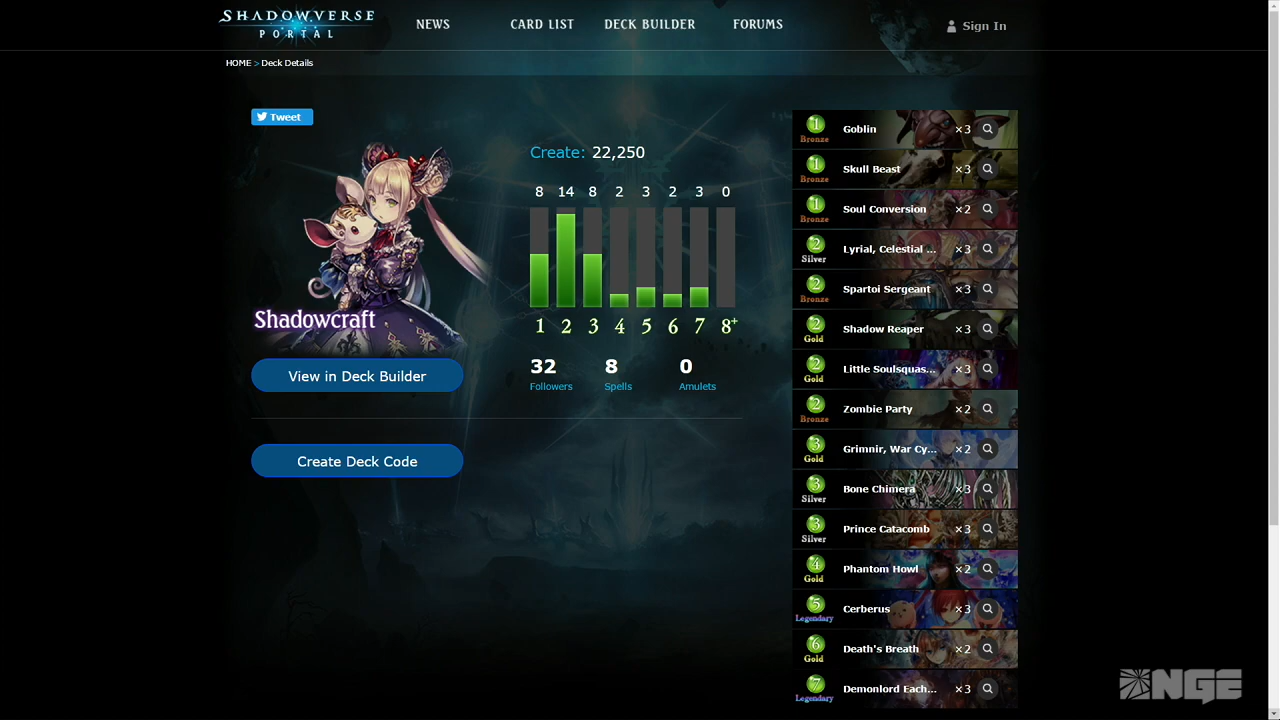 SHADOWVERSE
PORTAL
NEWS
CARD LIST
DECK BUILDER
FORUMS
Sign In
HOME > Deck Details
Tweet
Shadowcraft
View in Deck Builder
Create Deck Code
Create: 22,250
8 14 8 2 3 2 3 0
1 2 3 4 5 6 7 8+
32 8 0
Followers Spells Amulets
1 Bronze Goblin ×3
1 Bronze Skull Beast ×3
1 Bronze Soul Conversion ×2
2 Silver Lyrial, Celestial ... ×3
2 Bronze Spartoi Sergeant ×3
2 Gold Shadow Reaper ×3
2 Gold Little Soulsquas... ×3
2 Bronze Zombie Party ×2
3 Gold Grimnir, War Cy... ×2
3 Silver Bone Chimera ×3
3 Silver Prince Catacomb ×3
4 Gold Phantom Howl ×2
5 Legendary Cerberus ×3
6 Gold Death's Breath ×2
7 Legendary Demonlord Each... ×3
NGE